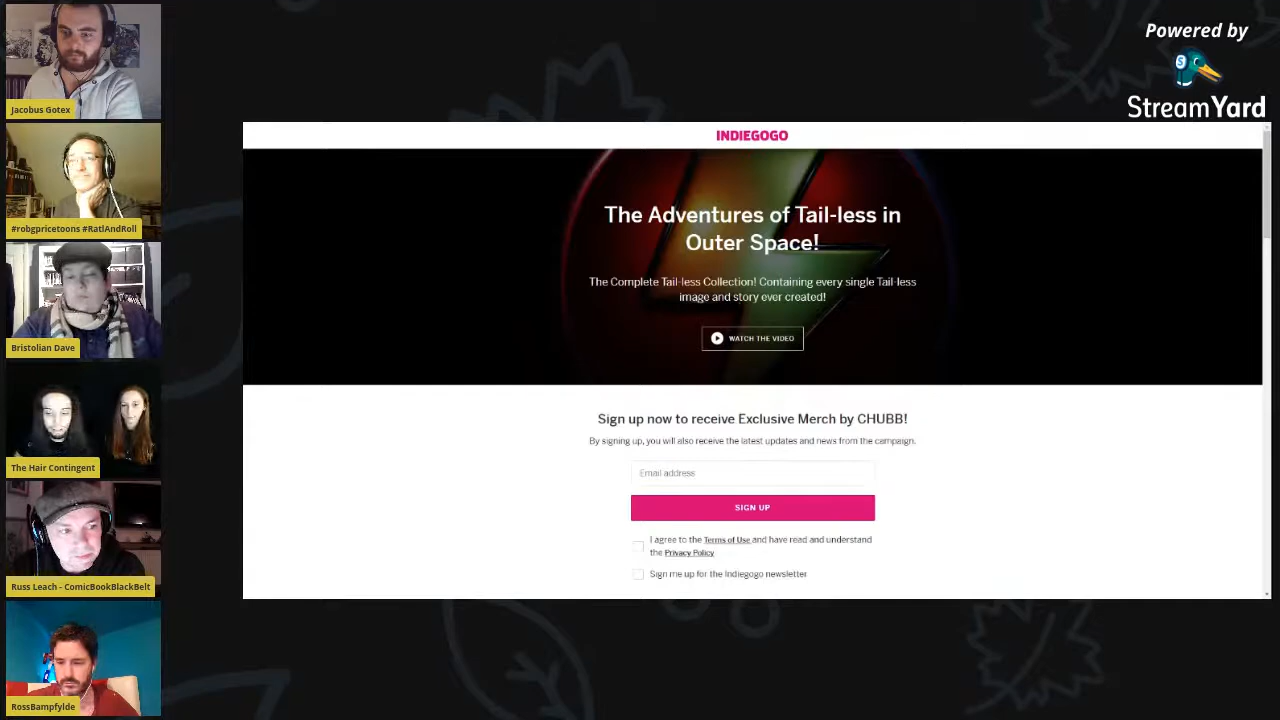 Jacobus Gotex
#robgpricetoons #RatlAndRoll
Bristolian Dave
The Hair Contingent
Russ Leach - ComicBookBlackBelt
RossBampfylde
Powered by
StreamYard
INDIEGOGO
The Adventures of Tail-less in
Outer Space!
The Complete Tail-less Collection! Containing every single Tail-less
image and story ever created!
WATCH THE VIDEO
Sign up now to receive Exclusive Merch by CHUBB!
By signing up, you will also receive the latest updates and news from the campaign.
Email address
SIGN UP
I agree to the Terms of Use and have read and understand
the Privacy Policy
Sign me up for the Indiegogo newsletter